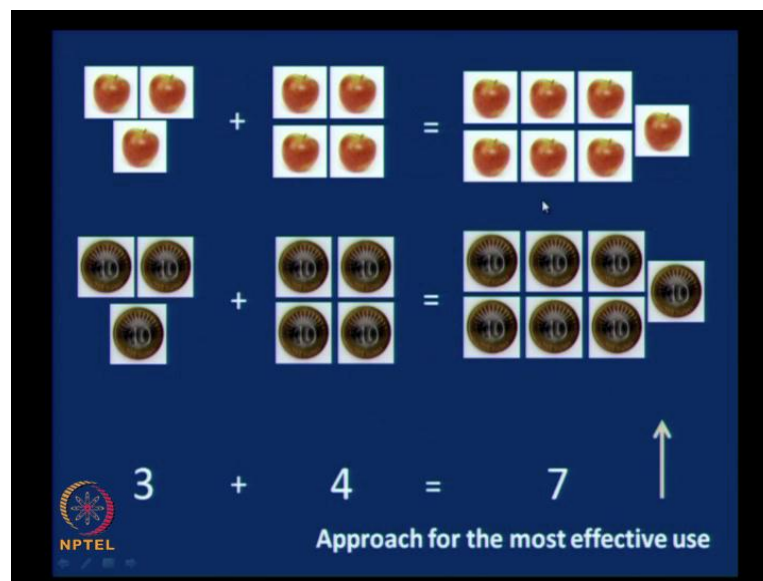 + =
+ =
3 + 4 = 7
NPTEL
Approach for the most effective use